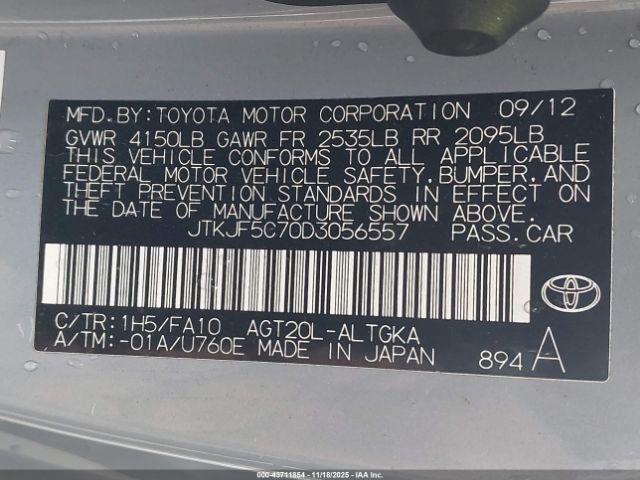 MFD.BY:TOYOTA MOTOR CORPORATION 09/12
GVWR 4150LB GAWR FR 2535LB RR 2095LB
THIS VEHICLE CONFORMS TO ALL APPLICABLE
FEDERAL MOTOR VEHICLE SAFETY,BUMPER,AND
THEFT PREVENTION STANDARDS IN EFFECT ON
THE DATE OF MANUFACTURE SHOWN ABOVE.
JTKJF5C70D3056557 PASS.CAR
C/TR:1H5/FA10 AGT20L-ALTGKA
A/TM:-01A/U760E MADE IN JAPAN 894A
000-43711854 - 11/18/2025 - IAAI.CA